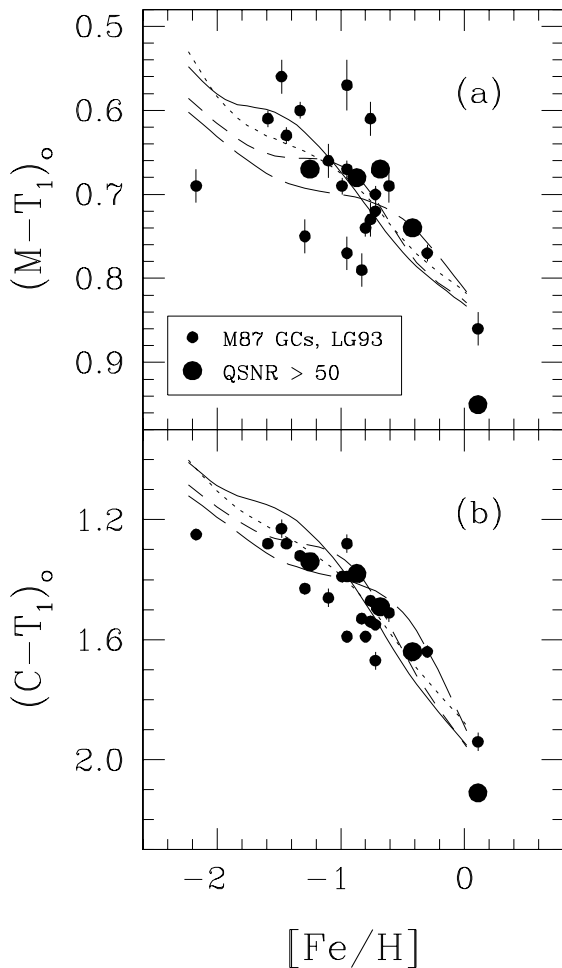 0.5
(a)
0.6
0.7
(M−T₁)ₒ
0.8
M87 GCs, LG93
QSNR > 50
0.9
(b)
1.2
(C−T₁)ₒ
1.6
2.0
−2 −1 0
[Fe/H]